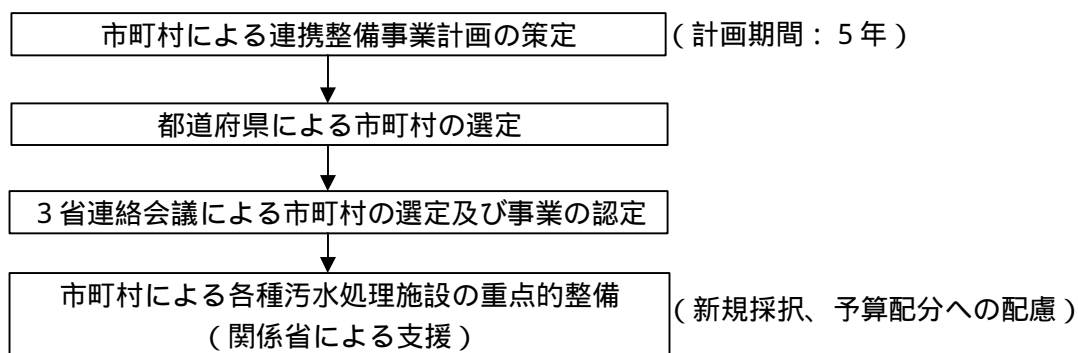 市町村による連携整備事業計画の策定
(計画期間:5年)
都道府県による市町村の選定
3省連絡会議による市町村の選定及び事業の認定
市町村による各種汚水処理施設の重点的整備
(関係省による支援)
(新規採択、予算配分への配慮)